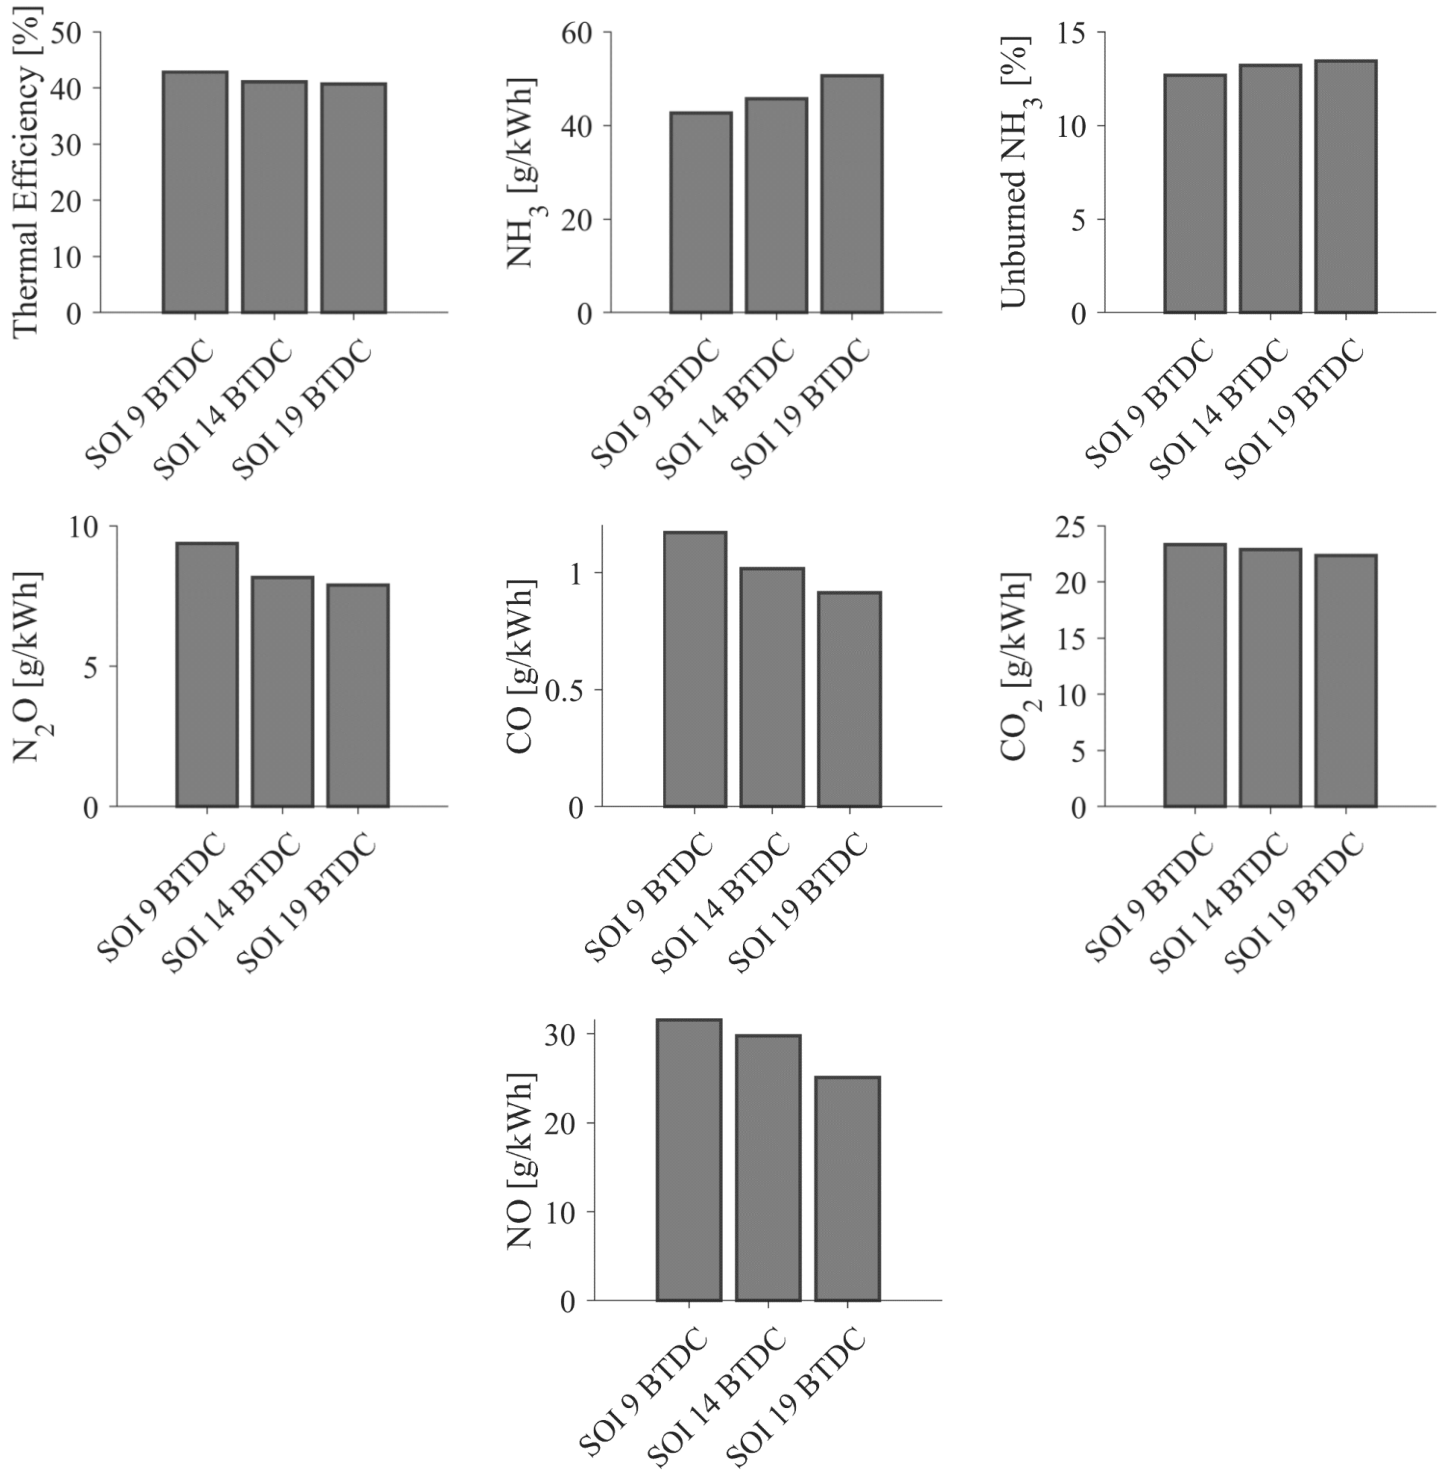 Thermal Efficiency [%]
50
40
30
20
10
0
SOI 9 BTDC
SOI 14 BTDC
SOI 19 BTDC
NH3 [g/kWh]
60
40
20
0
SOI 9 BTDC
SOI 14 BTDC
SOI 19 BTDC
Unburned NH3 [%]
15
10
5
0
SOI 9 BTDC
SOI 14 BTDC
SOI 19 BTDC
N2O [g/kWh]
10
5
0
SOI 9 BTDC
SOI 14 BTDC
SOI 19 BTDC
CO [g/kWh]
1
0.5
0
SOI 9 BTDC
SOI 14 BTDC
SOI 19 BTDC
CO2 [g/kWh]
25
20
15
10
5
0
SOI 9 BTDC
SOI 14 BTDC
SOI 19 BTDC
NO [g/kWh]
30
20
10
0
SOI 9 BTDC
SOI 14 BTDC
SOI 19 BTDC